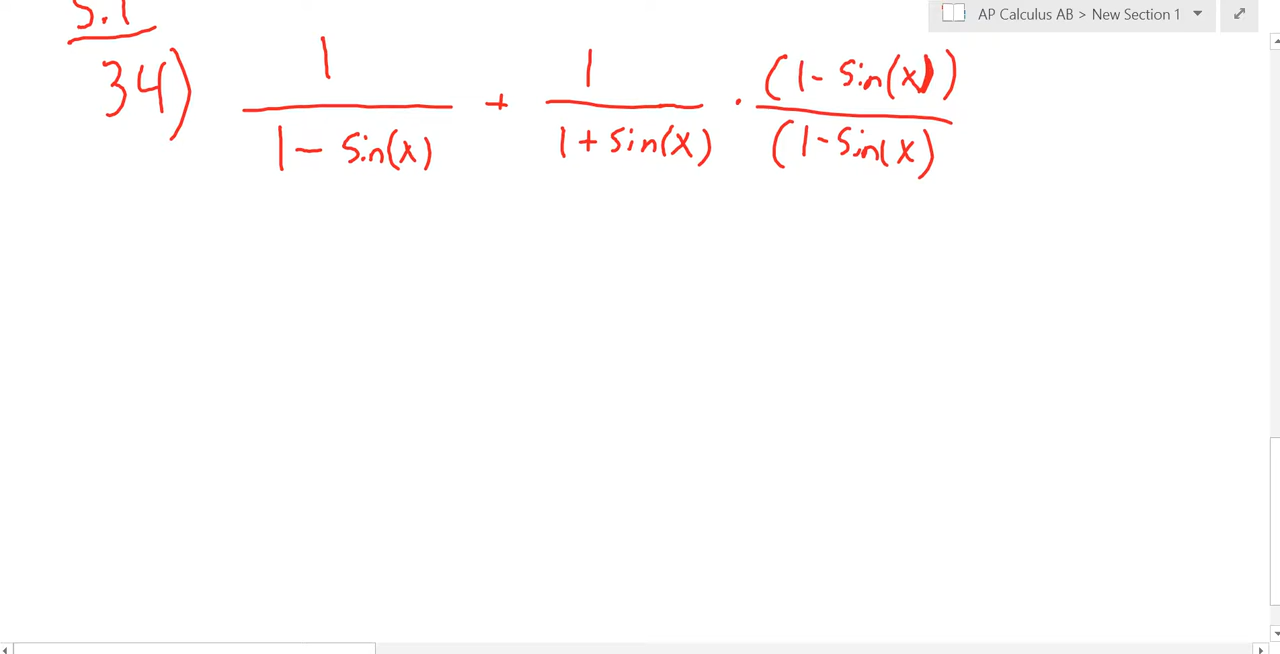 AP Calculus AB > New Section 1
5.1
34) 1 / (1 - sin(x)) + 1 / (1 + sin(x)) · (1 - sin(x)) / (1 - sin(x)